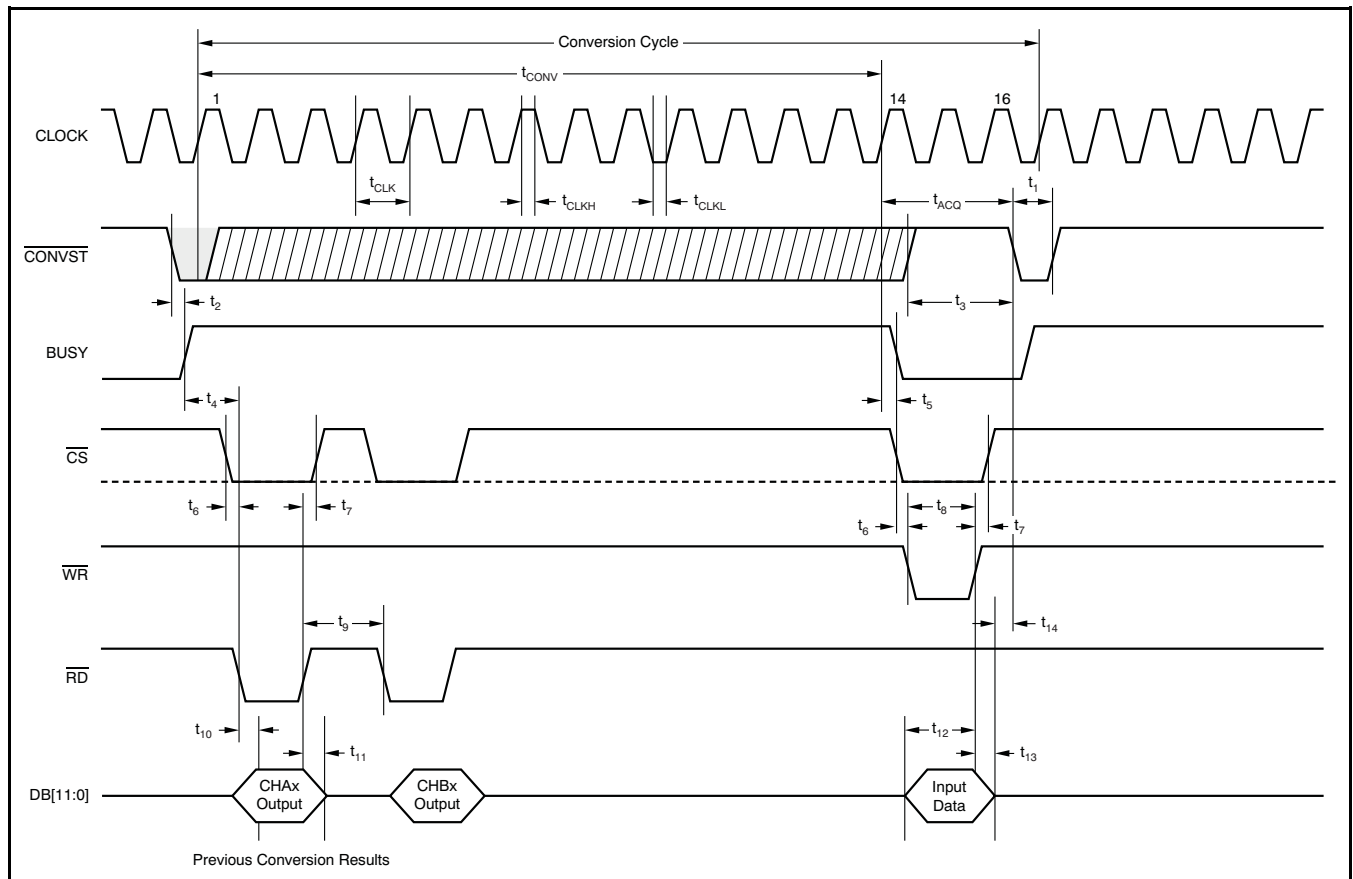 Conversion Cycle
tCONV
1 14 16
CLOCK
tCLK tCLKH tCLKL tACQ t1
CONVST
t2 t3
BUSY
t4 t5
CS
t6 t7 t6 t8 t7
WR
t9 t14
RD
t10 t11 t12 t13
DB[11:0] CHAx Output CHBx Output Input Data
Previous Conversion Results